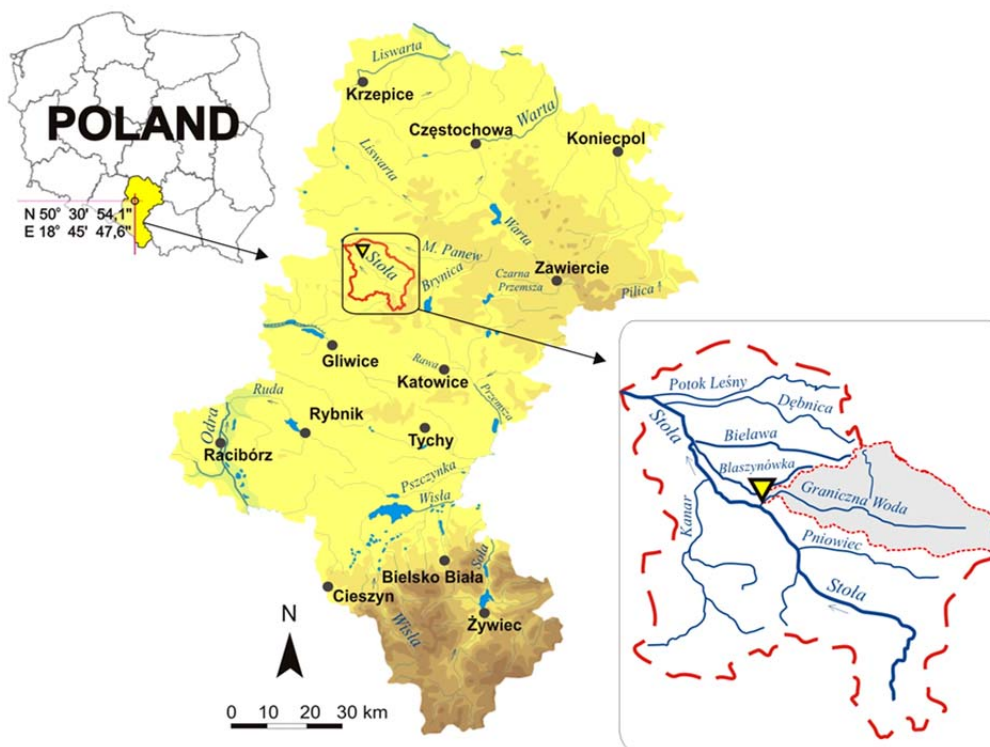 POLAND
N 50° 30' 54,1"
E 18° 45' 47,6"
Liswarta
Krzepice
Częstochowa
Warta
Koniecpol
Liswarta
Warta
M. Panew
Stoła
Brynica
Zawiercie
Czarna
Przemsza
Pilica
Gliwice
Rawa
Katowice
Przemsza
Ruda
Rybnik
Odra
Racibórz
Tychy
Pszczynka
Wisła
Bielsko Biała
Soła
Cieszyn
Wisła
Żywiec
N
0 10 20 30 km
Potok Leśny
Dębnica
Stoła
Bielawa
Blaszynówka
Graniczna Woda
Kanar
Pniowiec
Stoła